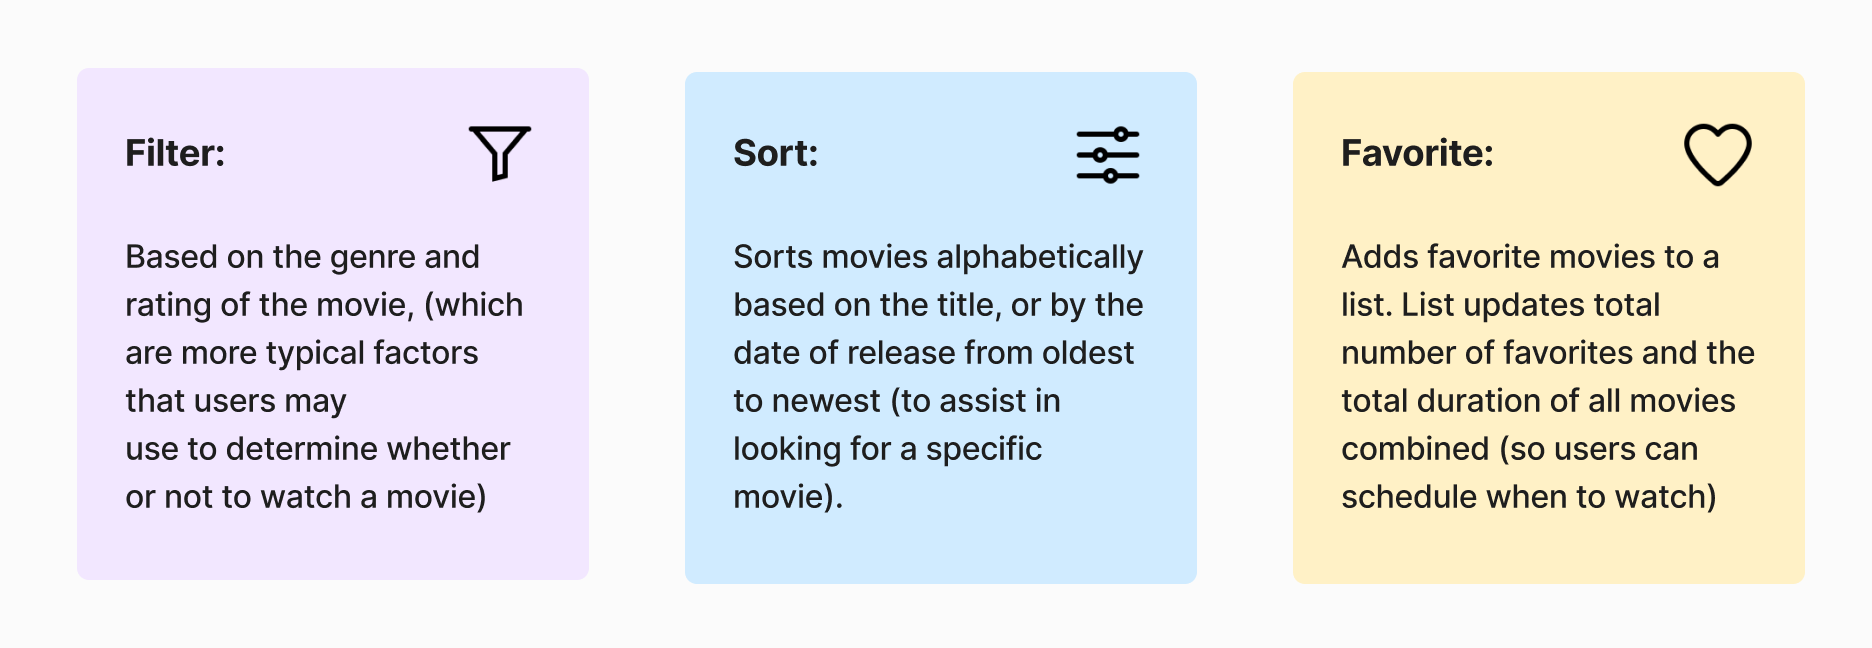 Filter:
Based on the genre and
rating of the movie, (which
are more typical factors
that users may
use to determine whether
or not to watch a movie)
Sort:
Sorts movies alphabetically
based on the title, or by the
date of release from oldest
to newest (to assist in
looking for a specific
movie).
Favorite:
Adds favorite movies to a
list. List updates total
number of favorites and the
total duration of all movies
combined (so users can
schedule when to watch)